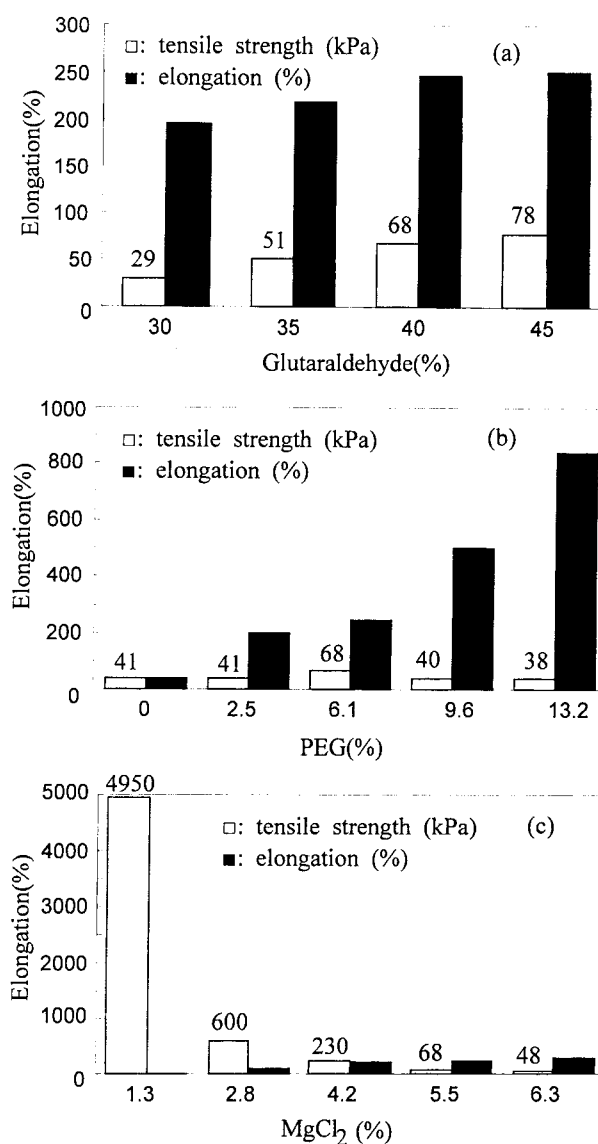 300
□: tensile strength (kPa) (a)
250
■: elongation (%)
200
150
100
50
0
Elongation(%)
29 51 68 78
30 35 40 45
Glutaraldehyde(%)
1000
□: tensile strength (kPa) (b)
800
■: elongation (%)
600
400
200
0
Elongation(%)
41 41 68 40 38
0 2.5 6.1 9.6 13.2
PEG(%)
4950
5000
□: tensile strength (kPa) (c)
4000
■: elongation (%)
3000
2000
1000
0
Elongation(%)
600 230 68 48
1.3 2.8 4.2 5.5 6.3
MgCl₂ (%)